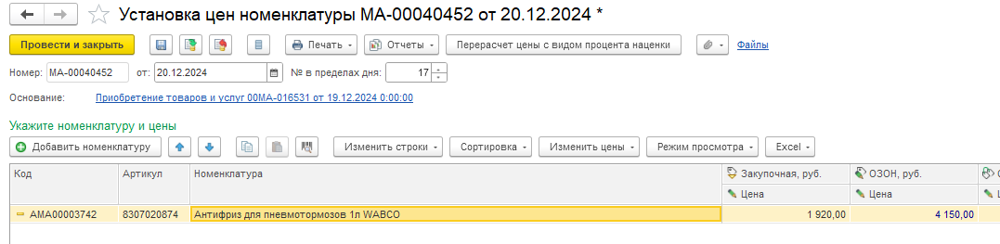 Установка цен номенклатуры МА-00040452 от 20.12.2024 *
Провести и закрыть Печать Отчеты Перерасчет цены с видом процента наценки Файлы
Номер: МА-00040452 от: 20.12.2024 № в пределах дня: 17
Основание: Приобретение товаров и услуг 00МА-016531 от 19.12.2024 0:00:00
Укажите номенклатуру и цены
Добавить номенклатуру Изменить строки Сортировка Изменить цены Режим просмотра Excel
Код Артикул Номенклатура Закупочная, руб. ОЗОН, руб.
Цена Цена
АМА00003742 8307020874 Антифриз для пневмотормозов 1л WABCO 1 920,00 4 150,00